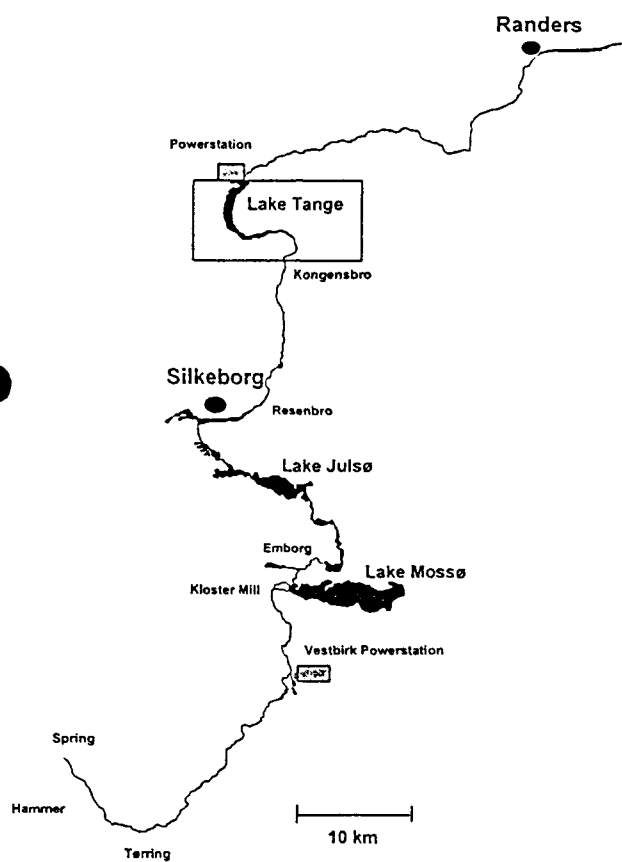 Randers
Powerstation
Lake Tange
Kongensbro
Silkeborg
Resenbro
Lake Julsø
Emborg
Lake Mossø
Kloster Mill
Vestbirk Powerstation
Spring
Hammer
10 km
Tørring